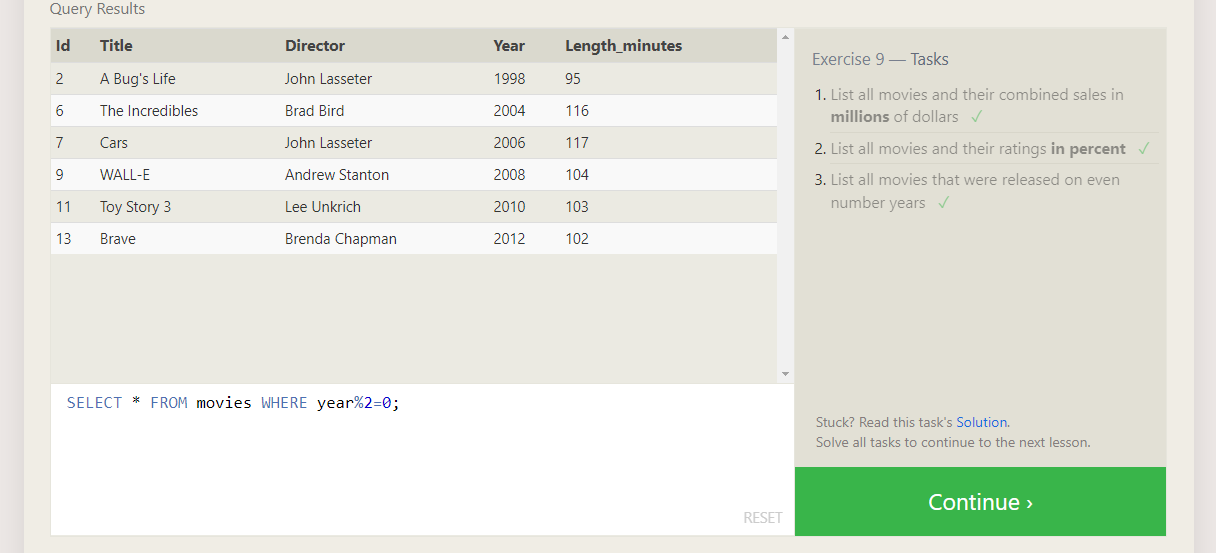 Query Results
Id Title Director Year Length_minutes
2 A Bug's Life John Lasseter 1998 95
6 The Incredibles Brad Bird 2004 116
7 Cars John Lasseter 2006 117
9 WALL-E Andrew Stanton 2008 104
11 Toy Story 3 Lee Unkrich 2010 103
13 Brave Brenda Chapman 2012 102
SELECT * FROM movies WHERE year%2=0;
RESET
Exercise 9 — Tasks
1. List all movies and their combined sales in
millions of dollars ✓
2. List all movies and their ratings in percent ✓
3. List all movies that were released on even
number years ✓
Stuck? Read this task's Solution.
Solve all tasks to continue to the next lesson.
Continue ›